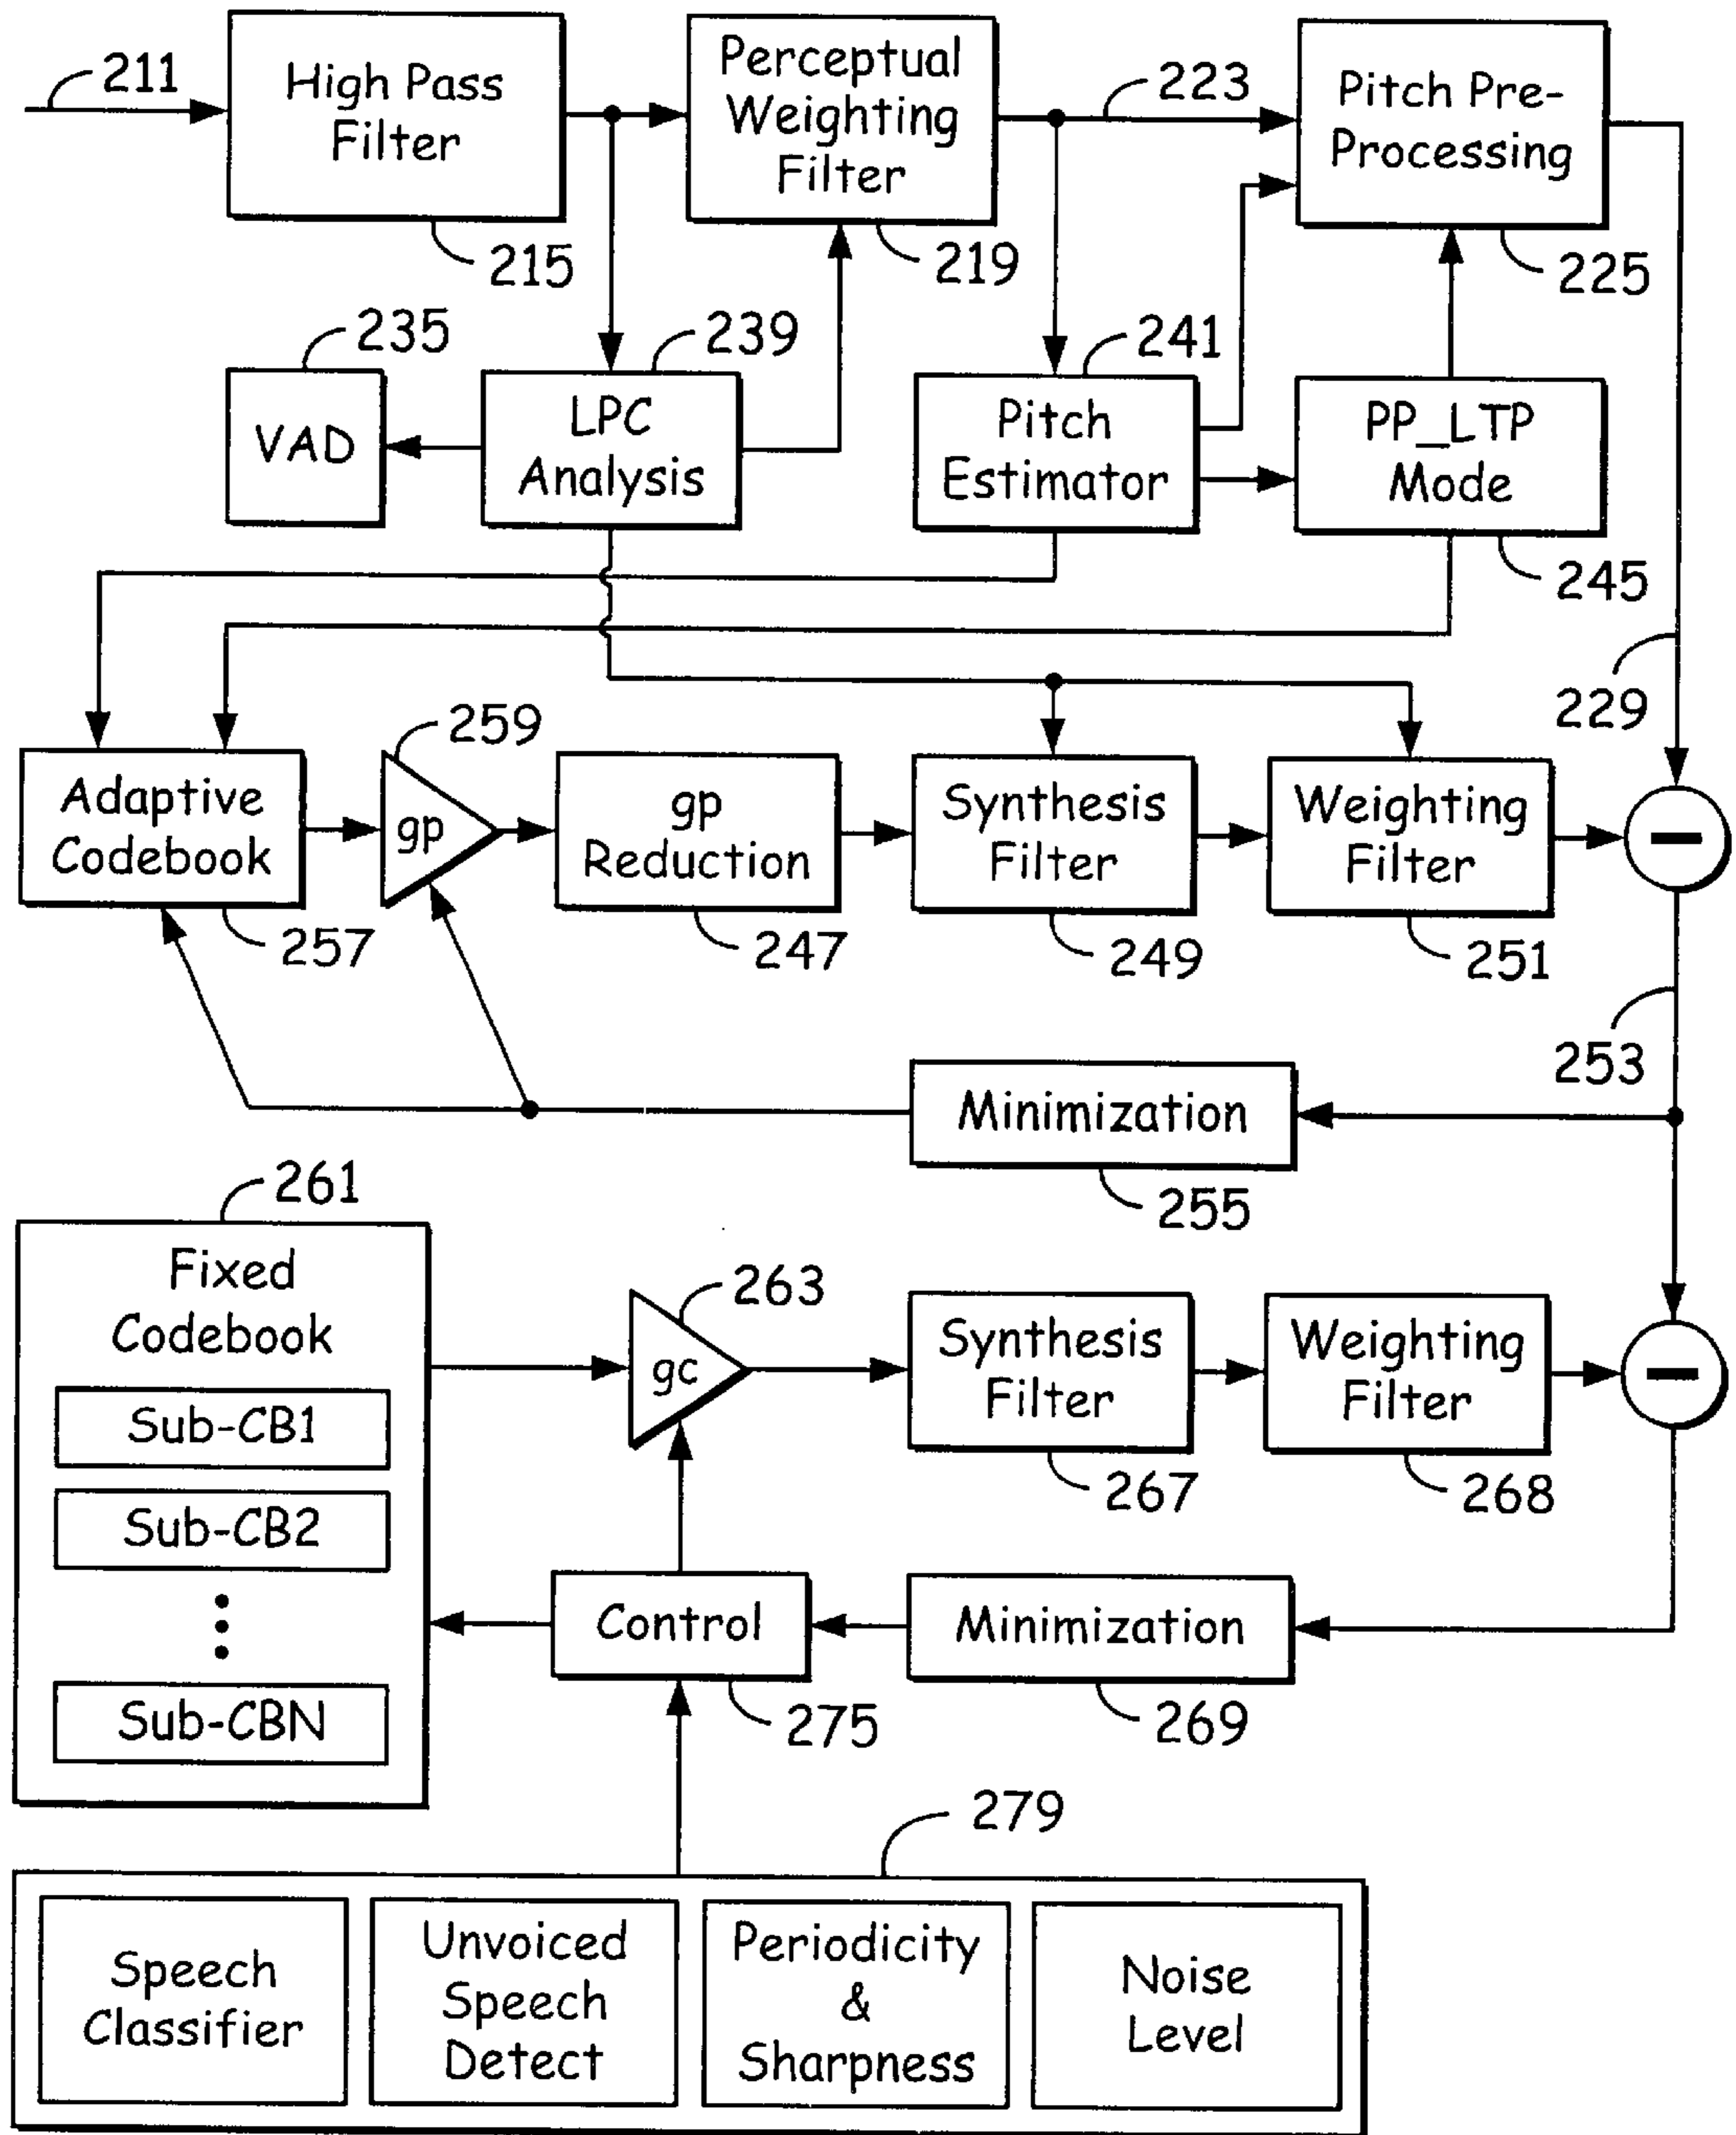 211
High Pass
Filter
215
Perceptual
Weighting
Filter
219
223
Pitch Pre-
Processing
225
235
VAD
239
LPC
Analysis
241
Pitch
Estimator
PP_LTP
Mode
245
229
Adaptive
Codebook
257
259
gp
gp
Reduction
247
Synthesis
Filter
249
Weighting
Filter
251
253
Minimization
255
261
Fixed
Codebook
Sub-CB1
Sub-CB2
Sub-CBN
263
gc
Synthesis
Filter
267
Weighting
Filter
268
Control
275
Minimization
269
279
Speech
Classifier
Unvoiced
Speech
Detect
Periodicity
&
Sharpness
Noise
Level